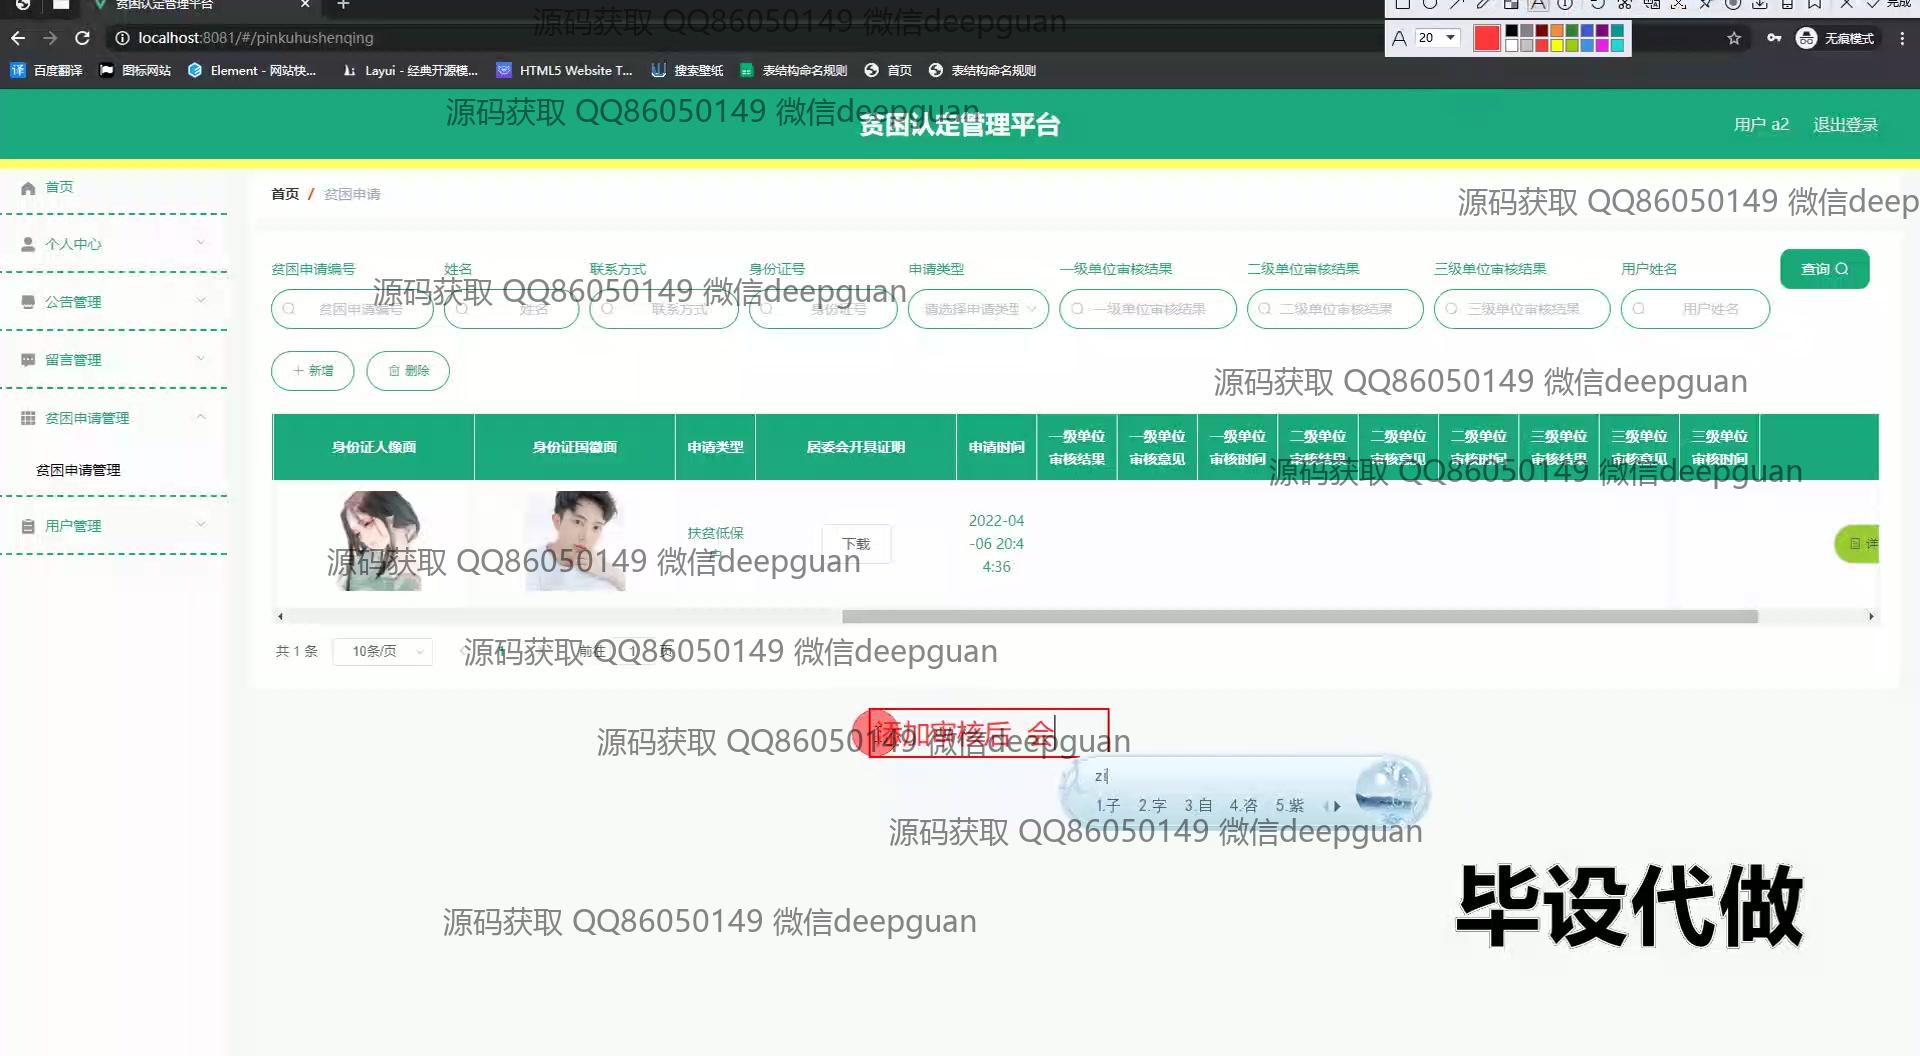 贫困认定管理平台
20
完成
localhost:8081/#/pinkuhushenqing
无痕模式
百度翻译
图标网站
Element - 网站快...
Layui - 经典开源模...
HTML5 Website T...
搜索壁纸
表结构命名规则
首页
表结构命名规则
源码获取 QQ86050149 微信deepguan
源码获取 QQ86050149 微信deepguan
贫困认定管理平台
用户 a2
退出登录
首页
个人中心
公告管理
留言管理
贫困申请管理
贫困申请管理
用户管理
首页 / 贫困申请
源码获取 QQ86050149 微信deep
贫困申请编号
姓名
联系方式
身份证号
申请类型
一级单位审核结果
二级单位审核结果
三级单位审核结果
用户姓名
查询
源码获取 QQ86050149 微信deepguan
贫困申请编号
姓名
联系方式
身份证号
请选择申请类型
一级单位审核结果
二级单位审核结果
三级单位审核结果
用户姓名
新增
删除
源码获取 QQ86050149 微信deepguan
身份证人像面
身份证国徽面
申请类型
居委会开具证明
申请时间
一级单位审核结果
一级单位审核意见
一级单位审核时间
二级单位审核结果
二级单位审核意见
二级单位审核时间
三级单位审核结果
三级单位审核意见
三级单位审核时间
源码获取 QQ86050149 微信deepguan
扶贫低保
下载
2022-04
-06 20:4
4:36
详
源码获取 QQ86050149 微信deepguan
共 1 条
10条/页
前往
1
页
源码获取 QQ86050149 微信deepguan
添加审核后 会
源码获取 QQ86050149 微信deepguan
zi
1.子 2.字 3.自 4.咨 5.紫
源码获取 QQ86050149 微信deepguan
毕设代做
源码获取 QQ86050149 微信deepguan